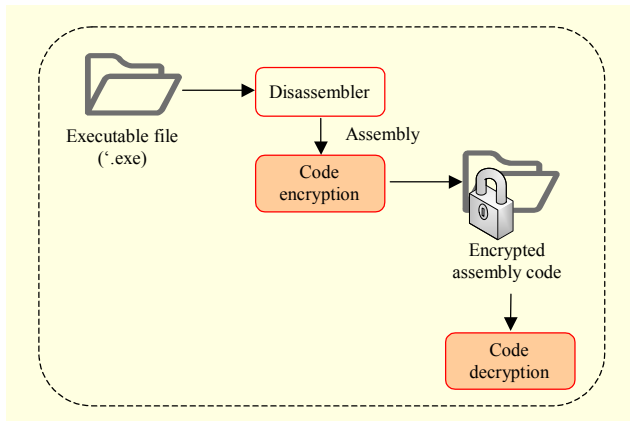 Disassembler
Executable file
(‘.exe)
Assembly
Code
encryption
Encrypted
assembly code
Code
decryption